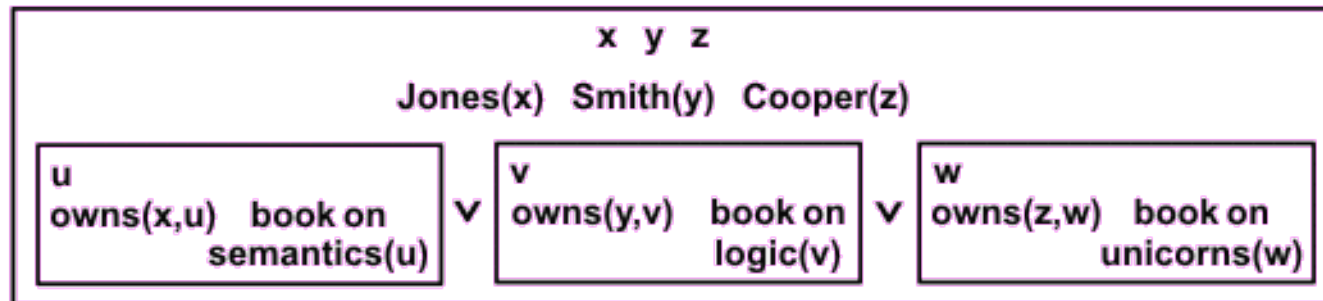 x y z
Jones(x) Smith(y) Cooper(z)
u
owns(x,u) book on
semantics(u)
∨
v
owns(y,v) book on
logic(v)
∨
w
owns(z,w) book on
unicorns(w)